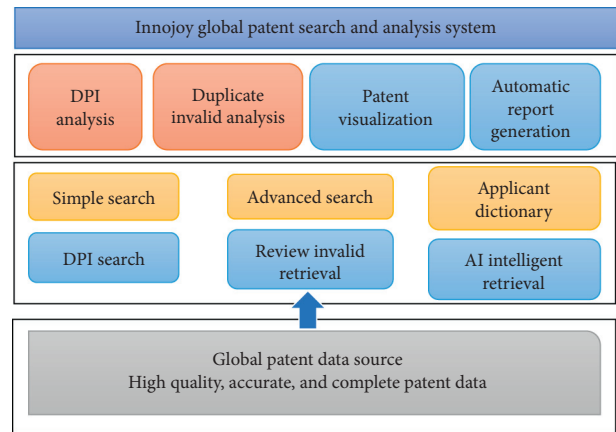 Innojoy global patent search and analysis system
DPI
analysis
Duplicate
invalid analysis
Patent
visualization
Automatic
report
generation
Simple search
Advanced search
Applicant
dictionary
DPI search
Review invalid
retrieval
AI intelligent
retrieval
Global patent data source
High quality, accurate, and complete patent data